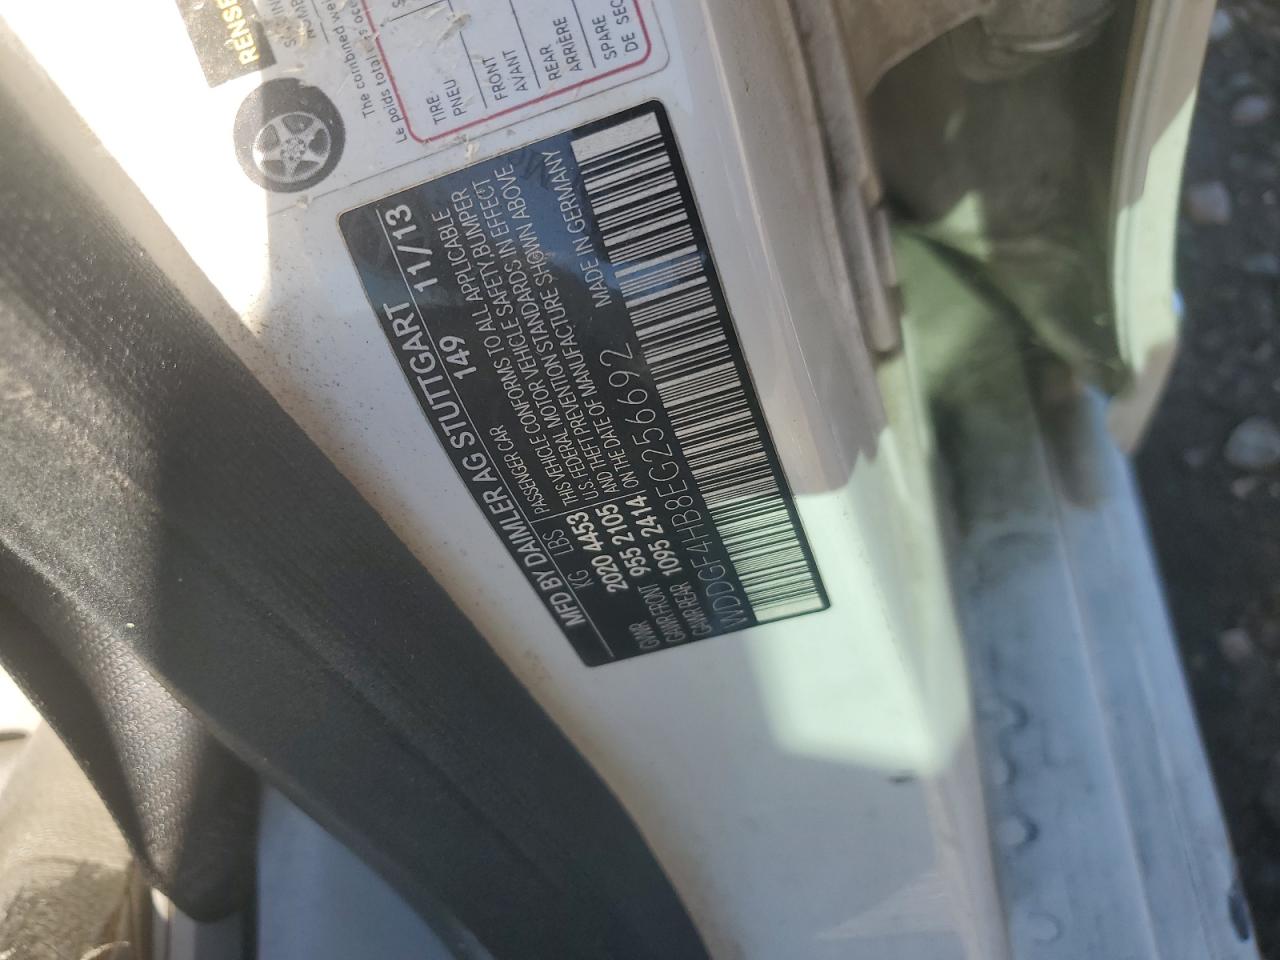 The combined we
Le poids total
TIRE
PNEU
FRONT
AVANT
REAR
ARRIÈRE
SPARE
DE SEC
MFD BY DAIMLER AG STUTTGART 149 11/13
KG LBS PASSENGER CAR
GVWR 2020 4453 THIS VEHICLE CONFORMS TO ALL APPLICABLE
GAWR FRONT 955 2105 U.S. FEDERAL MOTOR VEHICLE SAFETY, BUMPER
GAWR REAR 1095 2414 AND THEFT PREVENTION STANDARDS IN EFFECT
ON THE DATE OF MANUFACTURE SHOWN ABOVE
WDDGF4HB8EG256692 MADE IN GERMANY